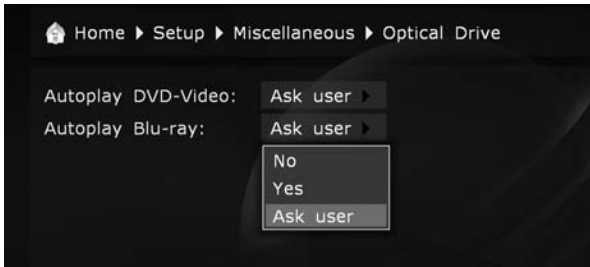 Home ▶ Setup ▶ Miscellaneous ▶ Optical Drive
Autoplay DVD-Video: Ask user
Autoplay Blu-ray: Ask user
No
Yes
Ask user